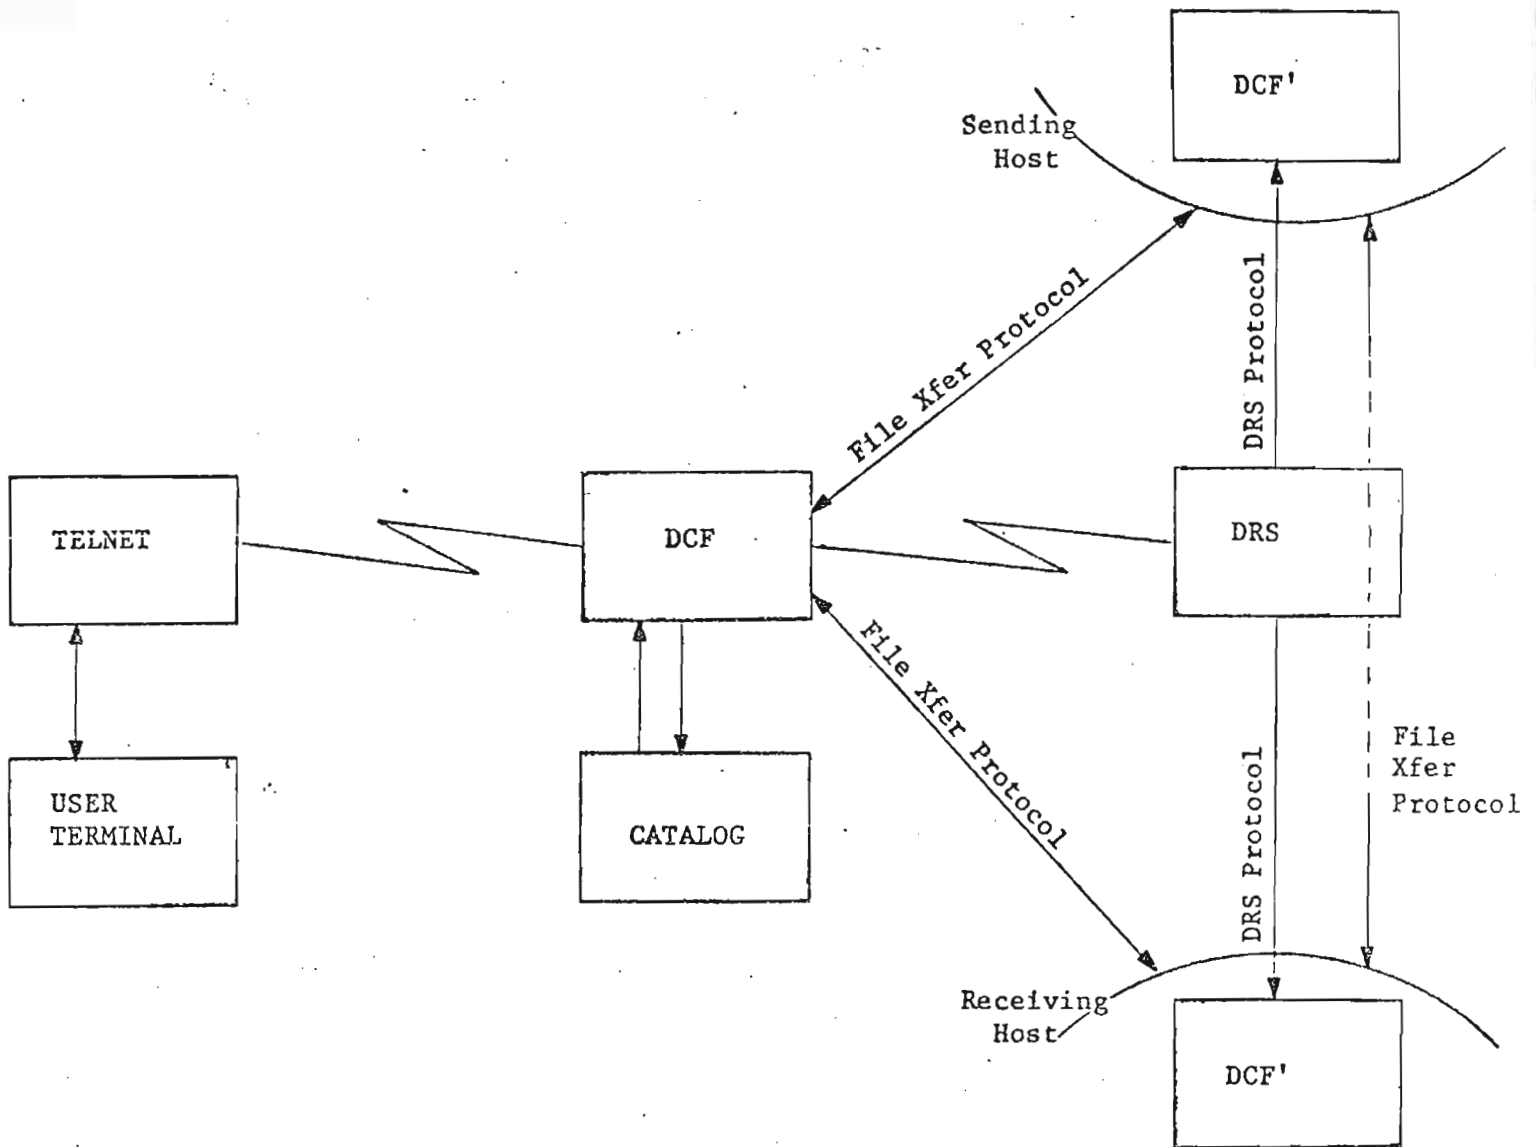 DCF'
Sending
Host
File Xfer Protocol
DRS Protocol
TELNET
DCF
DRS
File Xfer Protocol
File
Xfer
Protocol
USER
TERMINAL
CATALOG
DRS Protocol
Receiving
Host
DCF'